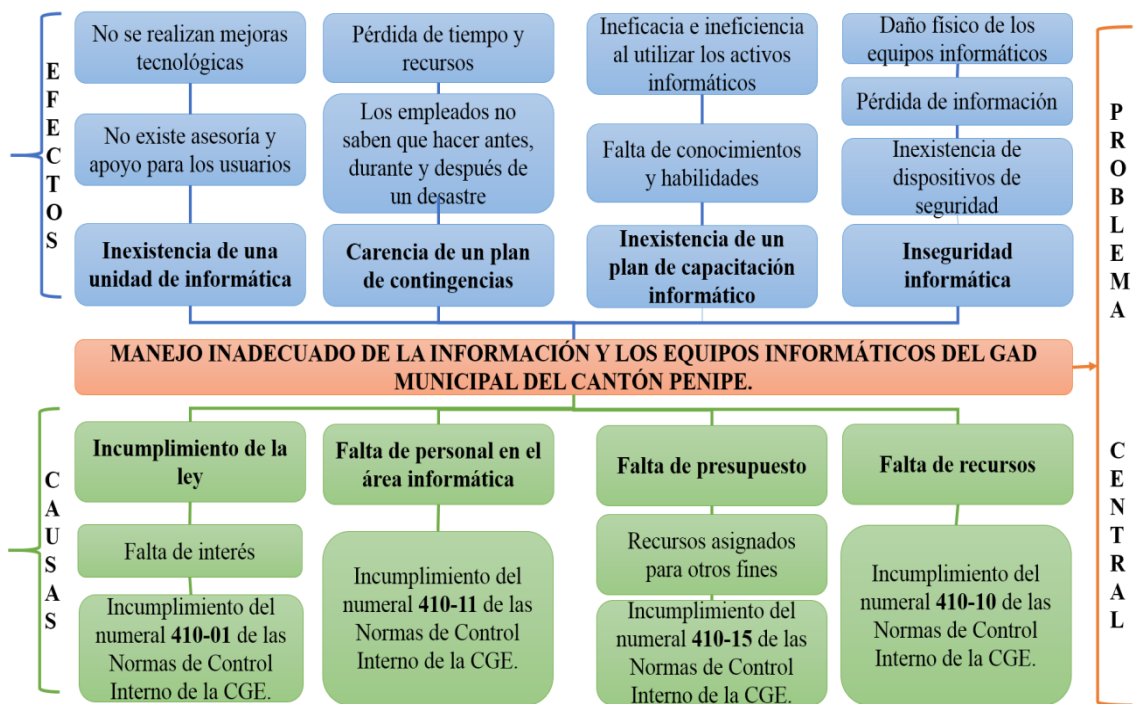 EFECTOS
No se realizan mejoras
tecnológicas
Pérdida de tiempo y
recursos
Ineficacia e ineficiencia
al utilizar los activos
informáticos
Daño físico de los
equipos informáticos
Pérdida de información
No existe asesoría y
apoyo para los usuarios
Los empleados no
saben que hacer antes,
durante y después de
un desastre
Falta de conocimientos
y habilidades
Inexistencia de
dispositivos de
seguridad
Inexistencia de una
unidad de informática
Carencia de un plan
de contingencias
Inexistencia de un
plan de capacitación
informático
Inseguridad
informática
PROBLEMA
MANEJO INADECUADO DE LA INFORMACIÓN Y LOS EQUIPOS INFORMÁTICOS DEL GAD
MUNICIPAL DEL CANTÓN PENIPE.
CENTRAL
CAUSAS
Incumplimiento de la
ley
Falta de personal en el
área informática
Falta de presupuesto
Falta de recursos
Falta de interés
Recursos asignados
para otros fines
Incumplimiento del
numeral 410-01 de las
Normas de Control
Interno de la CGE.
Incumplimiento del
numeral 410-11 de las
Normas de Control
Interno de la CGE.
Incumplimiento del
numeral 410-15 de las
Normas de Control
Interno de la CGE.
Incumplimiento del
numeral 410-10 de las
Normas de Control
Interno de la CGE.